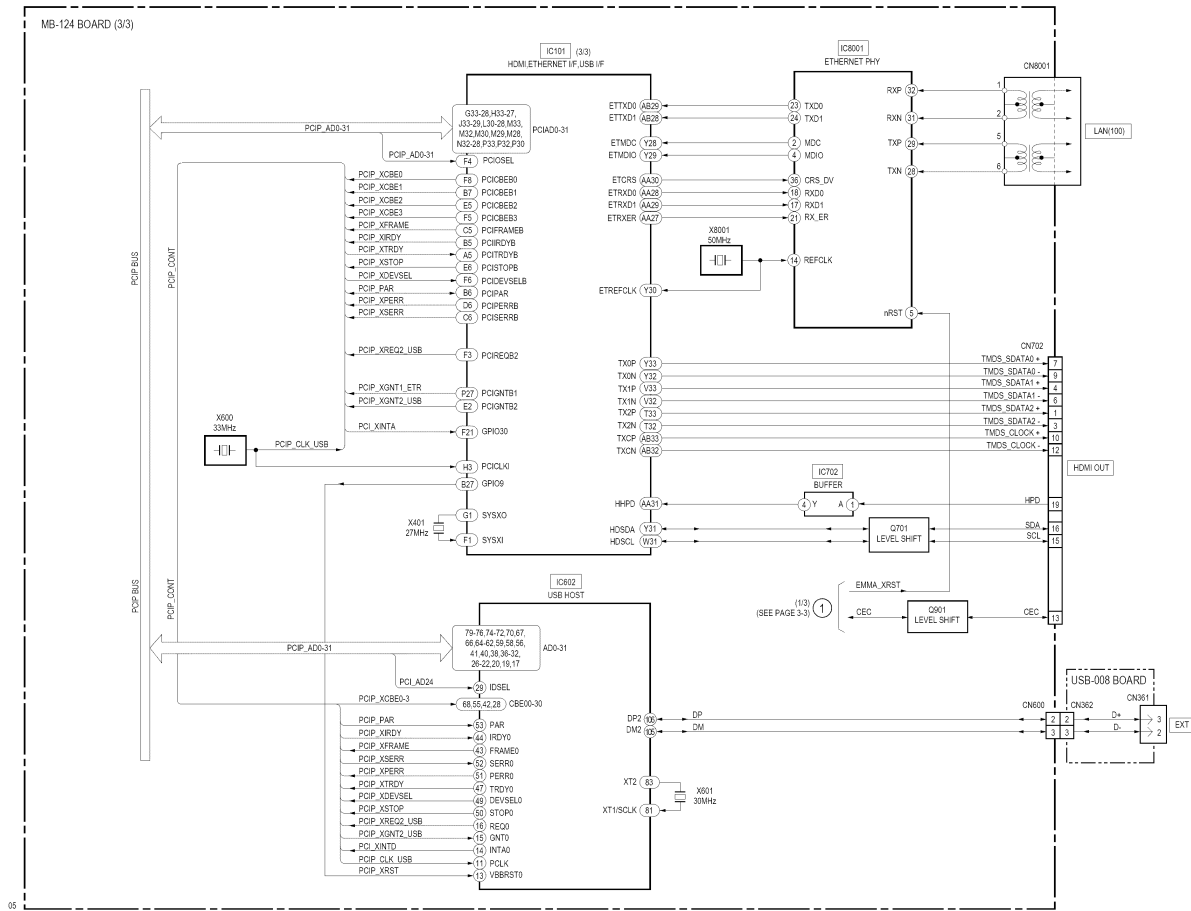 MB-124 BOARD (3/3)
IC101 (3/3)
HDMI,ETHERNET I/F,USB I/F
G33-28,H33-27,
J33-29,L30-28,M33,
M32,M30,M29,M28,
N32-28,P33,P32,P30
PCIAD0-31
PCIP_AD0-31
PCIP_AD0-31
F4 PCIOSEL
PCIP_XCBE0 F8 PCICBEB0
PCIP_XCBE1 B7 PCICBEB1
PCIP_XCBE2 E5 PCICBEB2
PCIP_XCBE3 F5 PCICBEB3
PCIP_XFRAME C5 PCIFRAMEB
PCIP_XIRDY B5 PCIIRDYB
PCIP_XTRDY A5 PCITRDYB
PCIP_XSTOP E6 PCISTOPB
PCIP_XDEVSEL F6 PCIDEVSELB
PCIP_PAR B6 PCIPAR
PCIP_XPERR D6 PCIPERRB
PCIP_XSERR C6 PCISERRB
PCIP_XREQ2_USB F3 PCIREQB2
PCIP_XGNT1_ETR P27 PCIGNTB1
PCIP_XGNT2_USB E2 PCIGNTB2
PCI_XINTA F21 GPIO30
X600
33MHz
PCIP_CLK_USB
H3 PCICLKI
B27 GPIO9
G1 SYSXO
X401
27MHz
F1 SYSXI
PCIP BUS
PCIP_CONT
PCIP BUS
PCIP_CONT
ETTXD0 AB29
ETTXD1 AB28
ETMDC Y28
ETMDIC Y29
ETCRS AA30
ETRXD0 AA28
ETRXD1 AA29
ETRXER AA27
ETREFCLK Y30
X8001
50MHz
IC8001
ETHERNET PHY
23 TXD0
24 TXD1
2 MDC
4 MDIO
36 CRS_DV
18 RXD0
17 RXD1
21 RX_ER
14 REFCLK
RXP 32
RXN 31
TXP 29
TXN 28
nRST 5
CN8001
1
2
5
6
LAN(100)
TX0P Y33
TX0N Y32
TX1P V33
TX1N V32
TX2P T33
TX2N T32
TXCP AB33
TXCN AB32
HHPD AA31
HDSDA Y31
HDSCL W31
CN702
TMDS_SDATA0 + 7
TMDS_SDATA0 - 9
TMDS_SDATA1 + 4
TMDS_SDATA1 - 6
TMDS_SDATA2 + 1
TMDS_SDATA2 - 3
TMDS_CLOCK + 10
TMDS_CLOCK - 12
HDMI OUT
IC702
BUFFER
4 Y A 1
HPD 19
Q701
LEVEL SHIFT
SDA 16
SCL 15
(1/3)
(SEE PAGE 3-3)
1
EMMA_XRST
CEC
Q901
LEVEL SHIFT
CEC 13
IC602
USB HOST
79-76,74-72,70,67,
66,64-62,59,58,56,
41,40,38,36-32,
26-22,20,19,17
AD0-31
PCIP_AD0-31
PCI_AD24 29 IDSEL
PCIP_XCBE0-3 68,55,42,28 CBE00-30
PCIP_PAR 53 PAR
PCIP_XIRDY 44 IRDY0
PCIP_XFRAME 43 FRAME0
PCIP_XSERR 52 SERR0
PCIP_XPERR 51 PERR0
PCIP_XTRDY 47 TRDY0
PCIP_XDEVSEL 49 DEVSEL0
PCIP_XSTOP 50 STOP0
PCIP_XREQ2_USB 16 REQ0
PCIP_XGNT2_USB 15 GNT0
PCI_XINTD 14 INTA0
PCIP_CLK_USB 11 PCLK
PCIP_XRST 13 VBBRST0
DP2 106 DP
DM2 105 DM
XT2 83
XT1/SCLK 81
X601
30MHz
USB-008 BOARD
CN600 CN362
2 2 D+
3 3 D-
CN361
3
2
EXT
05